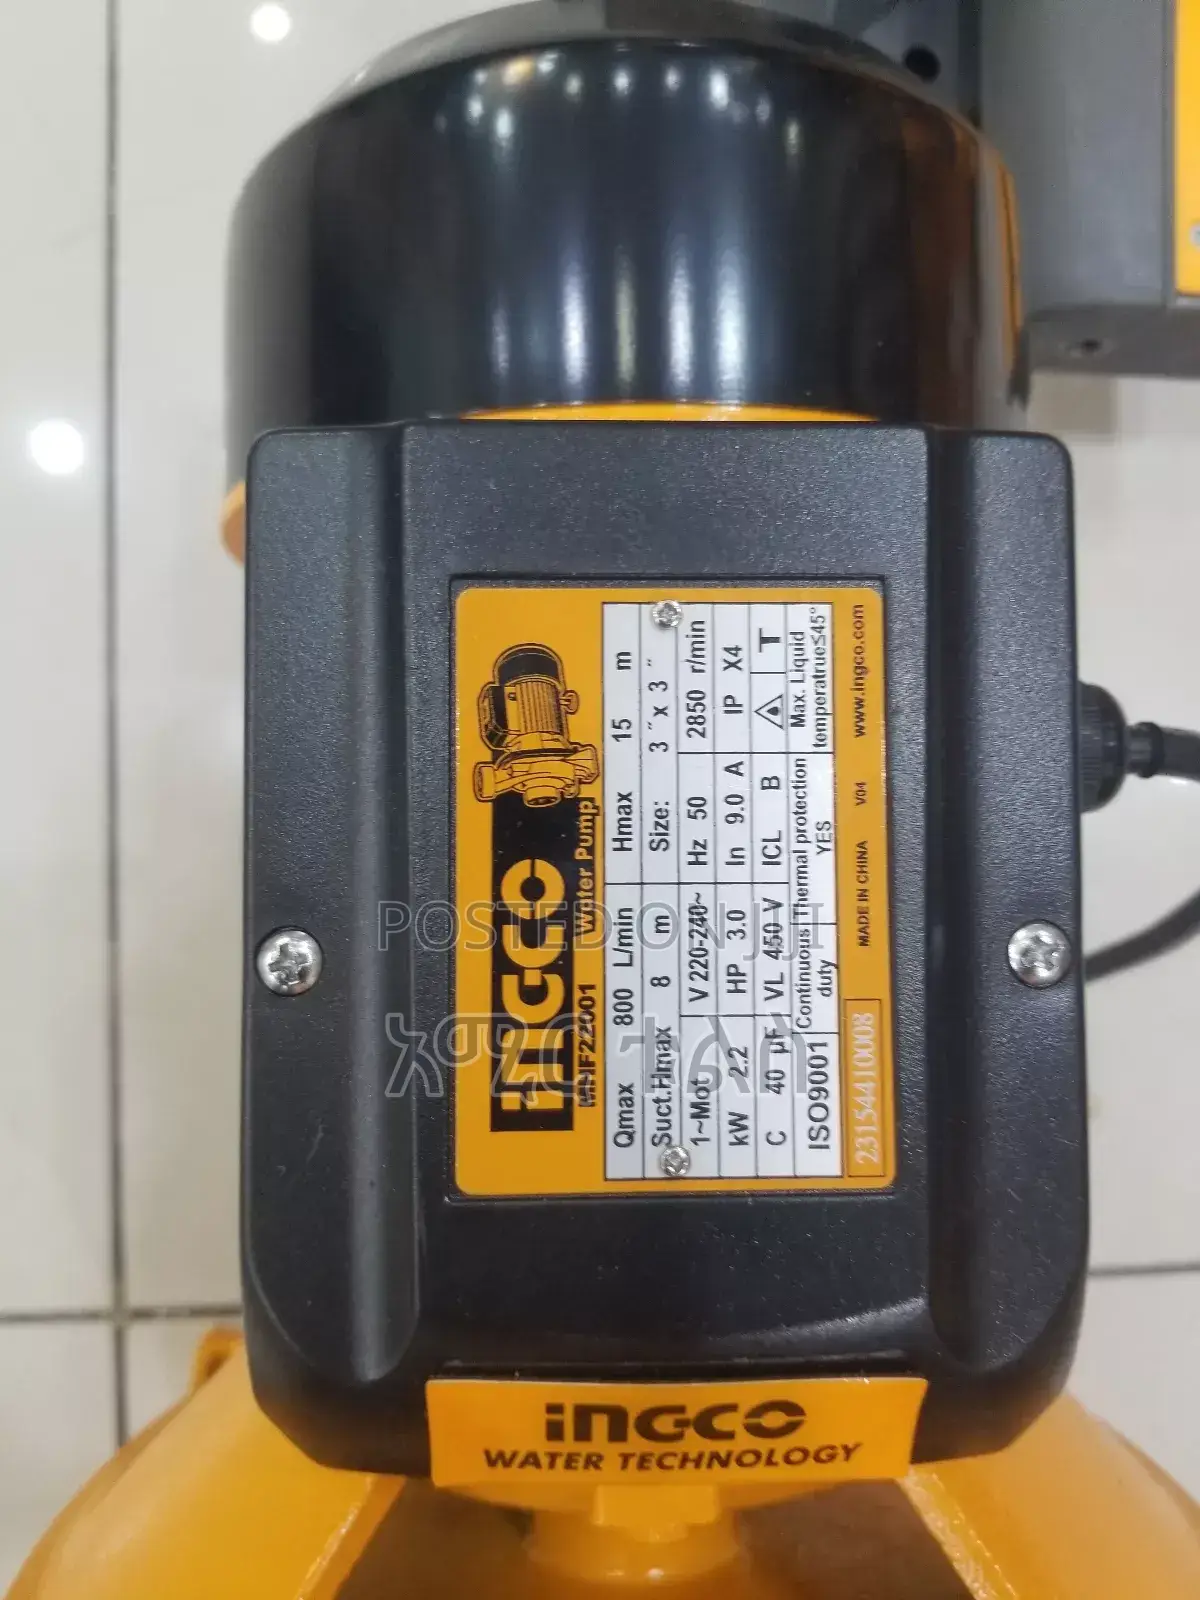 INGCO
MHF22001 Water Pump
Qmax 800 L/min Hmax 15 m
Suct.Hmax 8 m Size: 3" x 3"
1~Mot V 220-240~ Hz 50 2850 r/min
kW 2.2 HP 3.0 In 9.0 A IP X4
C 40 µF VL 450 V ICL B T
ISO9001 Continuous duty Thermal protection YES Max. Liquid temperatrue≤45°
23154410008 MADE IN CHINA V04 www.ingco.com
POSTED ON JIJI
INGCO
WATER TECHNOLOGY